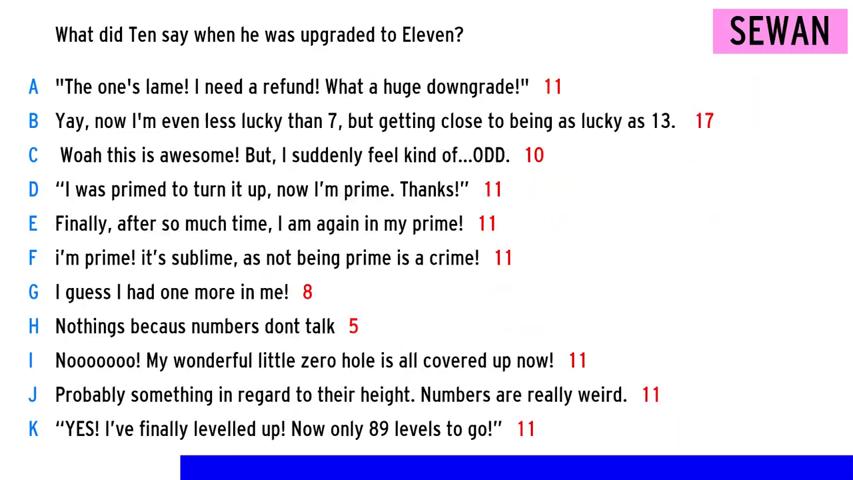 What did Ten say when he was upgraded to Eleven?
SEWAN
A "The one's lame! I need a refund! What a huge downgrade!" 11
B Yay, now I'm even less lucky than 7, but getting close to being as lucky as 13. 17
C Woah this is awesome! But, I suddenly feel kind of...ODD. 10
D “I was primed to turn it up, now I’m prime. Thanks!” 11
E Finally, after so much time, I am again in my prime! 11
F i’m prime! it’s sublime, as not being prime is a crime! 11
G I guess I had one more in me! 8
H Nothings becaus numbers dont talk 5
I Nooooooo! My wonderful little zero hole is all covered up now! 11
J Probably something in regard to their height. Numbers are really weird. 11
K “YES! I’ve finally levelled up! Now only 89 levels to go!” 11